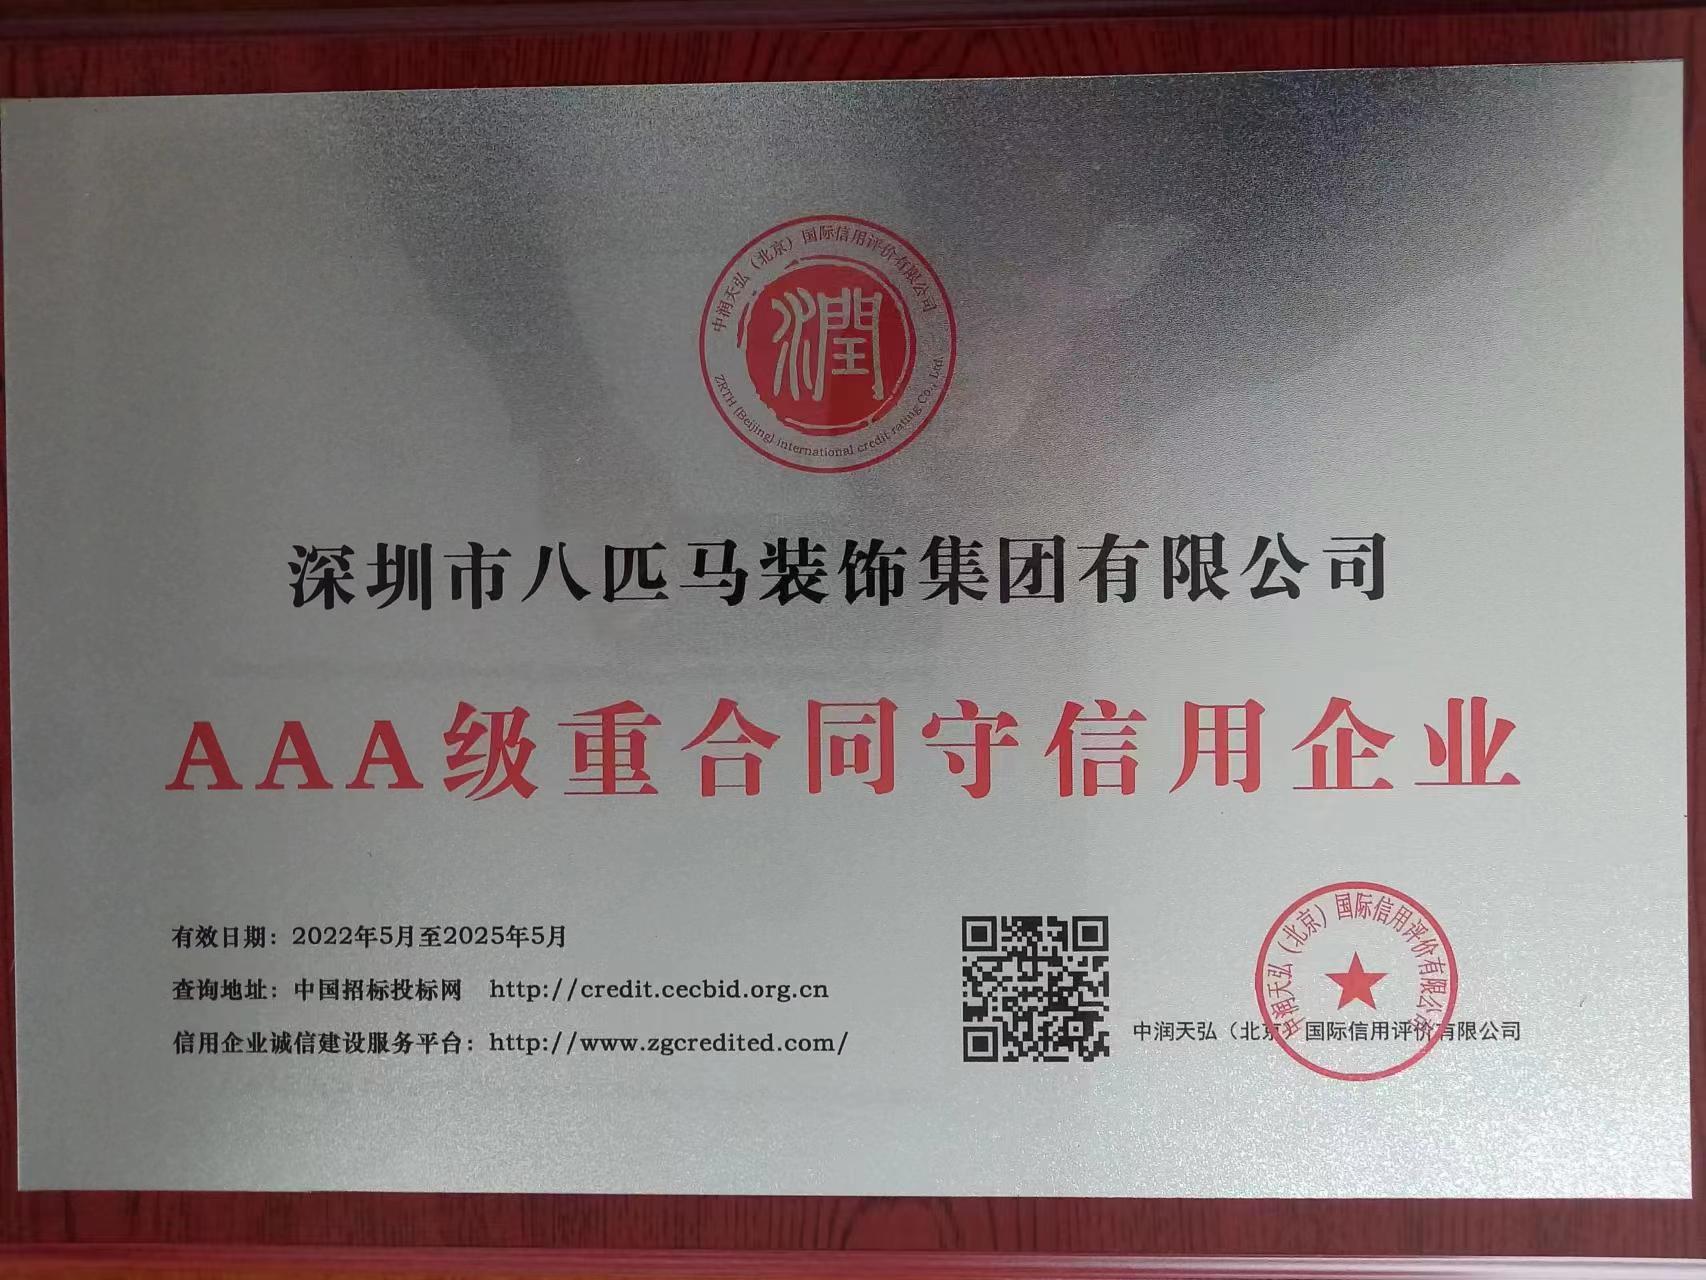 中润天弘（北京）国际信用评价有限公司
潤
ZRTH (Beijing) international credit rating Co., Ltd.
深圳市八匹马装饰集团有限公司
AAA级重合同守信用企业
有效日期：2022年5月至2025年5月
查询地址：中国招标投标网 http://credit.cecbid.org.cn
信用企业诚信建设服务平台：http://www.zgcredited.com/
中润天弘（北京）国际信用评价有限公司
中润天弘（北京）国际信用评价有限公司